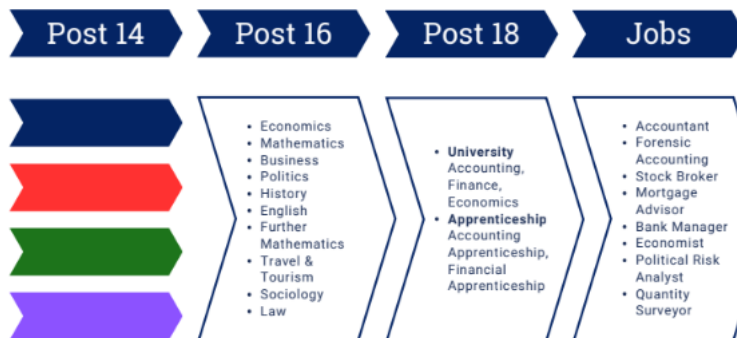 Post 14
Post 16
Post 18
Jobs
• Economics
• Mathematics
• Business
• Politics
• History
• English
• Further
Mathematics
• Travel &
Tourism
• Sociology
• Law
• University
Accounting,
Finance,
Economics
• Apprenticeship
Accounting
Apprenticeship,
Financial
Apprenticeship
• Accountant
• Forensic
Accounting
• Stock Broker
• Mortgage
Advisor
• Bank Manager
• Economist
• Political Risk
Analyst
• Quantity
Surveyor